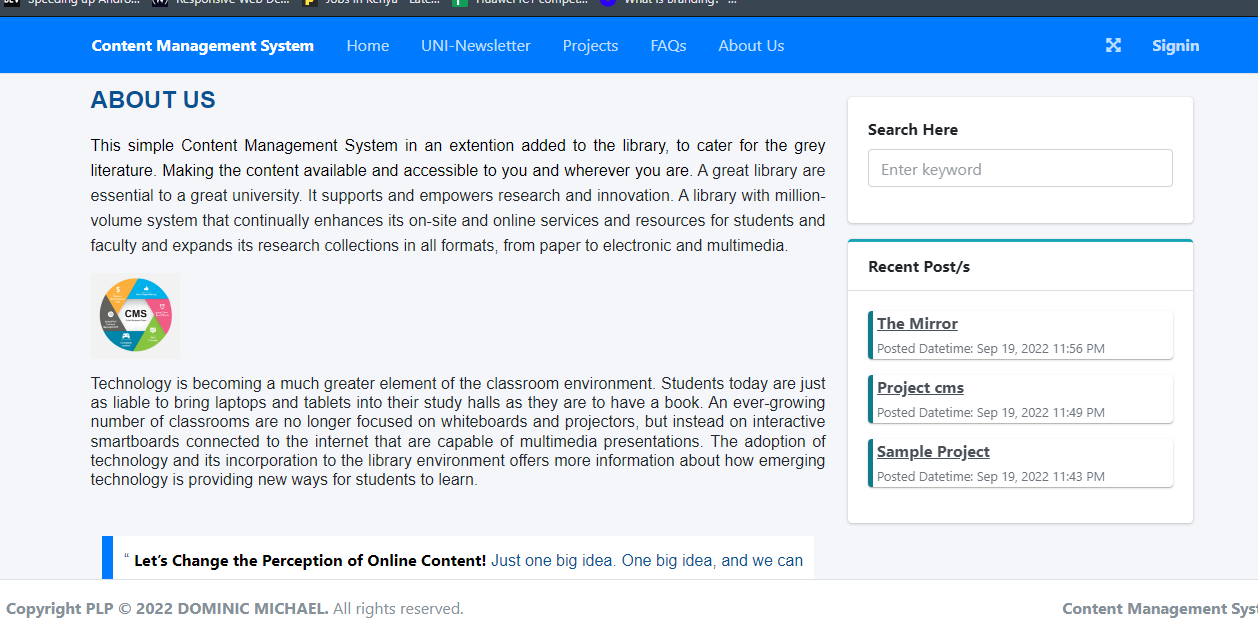 Speeding up Andro... Responsive Web De... Jobs in Kenya - Late... Huawei ICT compet... What is branding? -...
Content Management System Home UNI-Newsletter Projects FAQs About Us Signin
ABOUT US
This simple Content Management System in an extention added to the library, to cater for the grey
literature. Making the content available and accessible to you and wherever you are. A great library are
essential to a great university. It supports and empowers research and innovation. A library with million-
volume system that continually enhances its on-site and online services and resources for students and
faculty and expands its research collections in all formats, from paper to electronic and multimedia.
CMS
Technology is becoming a much greater element of the classroom environment. Students today are just
as liable to bring laptops and tablets into their study halls as they are to have a book. An ever-growing
number of classrooms are no longer focused on whiteboards and projectors, but instead on interactive
smartboards connected to the internet that are capable of multimedia presentations. The adoption of
technology and its incorporation to the library environment offers more information about how emerging
technology is providing new ways for students to learn.
“ Let’s Change the Perception of Online Content! Just one big idea. One big idea, and we can
Search Here
Enter keyword
Recent Post/s
The Mirror
Posted Datetime: Sep 19, 2022 11:56 PM
Project cms
Posted Datetime: Sep 19, 2022 11:49 PM
Sample Project
Posted Datetime: Sep 19, 2022 11:43 PM
Copyright PLP © 2022 DOMINIC MICHAEL. All rights reserved.
Content Management Syst